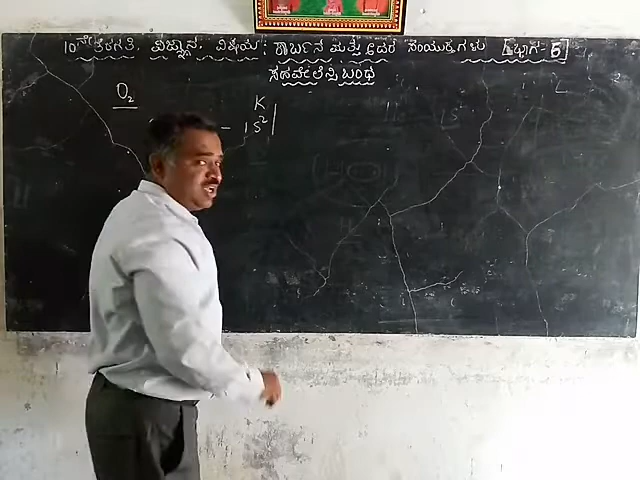 10ನೇ ತರಗತಿ. ವಿಜ್ಞಾನ. ವಿಷಯ: ಕಾರ್ಬನ ಮತ್ತು ಅದರ ಸಂಯುಕ್ತಗಳು [ಭಾಗ-5]
ಸಹವೇಲೆನ್ಸಿ ಬಂಧ
O₂ K
– 1s²